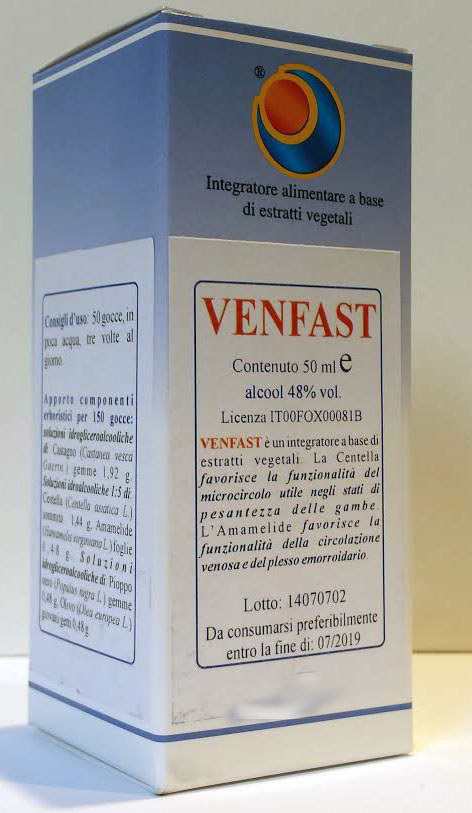 ®
Integratore alimentare a base
di estratti vegetali
VENFAST
Contenuto 50 ml e
alcool 48% vol.
Licenza IT00FOX00081B
VENFAST è un integratore a base di
estratti vegetali. La Centella
favorisce la funzionalità del
microcircolo utile negli stati di
pesantezza delle gambe.
L'Amamelide favorisce la
funzionalità della circolazione
venosa e del plesso emorroidario.
Lotto: 14070702
Da consumarsi preferibilmente
entro la fine di: 07/2019
Consigli d'uso: 50 gocce, in
poca acqua, tre volte al
giorno.
Apporto componenti
erboristici per 150 gocce:
soluzioni idrogliceroalcooliche
di Castagno (Castanea vesca
Gaertn.) gemme 1,92 g.
Soluzioni idroalcooliche 1:5 di
Centella (Centella asiatica L.)
sommità 1,44 g, Amamelide
(Hamamelis virginiana L.) foglie
0,48 g. Soluzioni
idrogliceroalcooliche di: Pioppo
nero (Populus nigra L.) gemme
0,48 g, Olivo (Olea europea L.)
giovani getti 0,48 g.